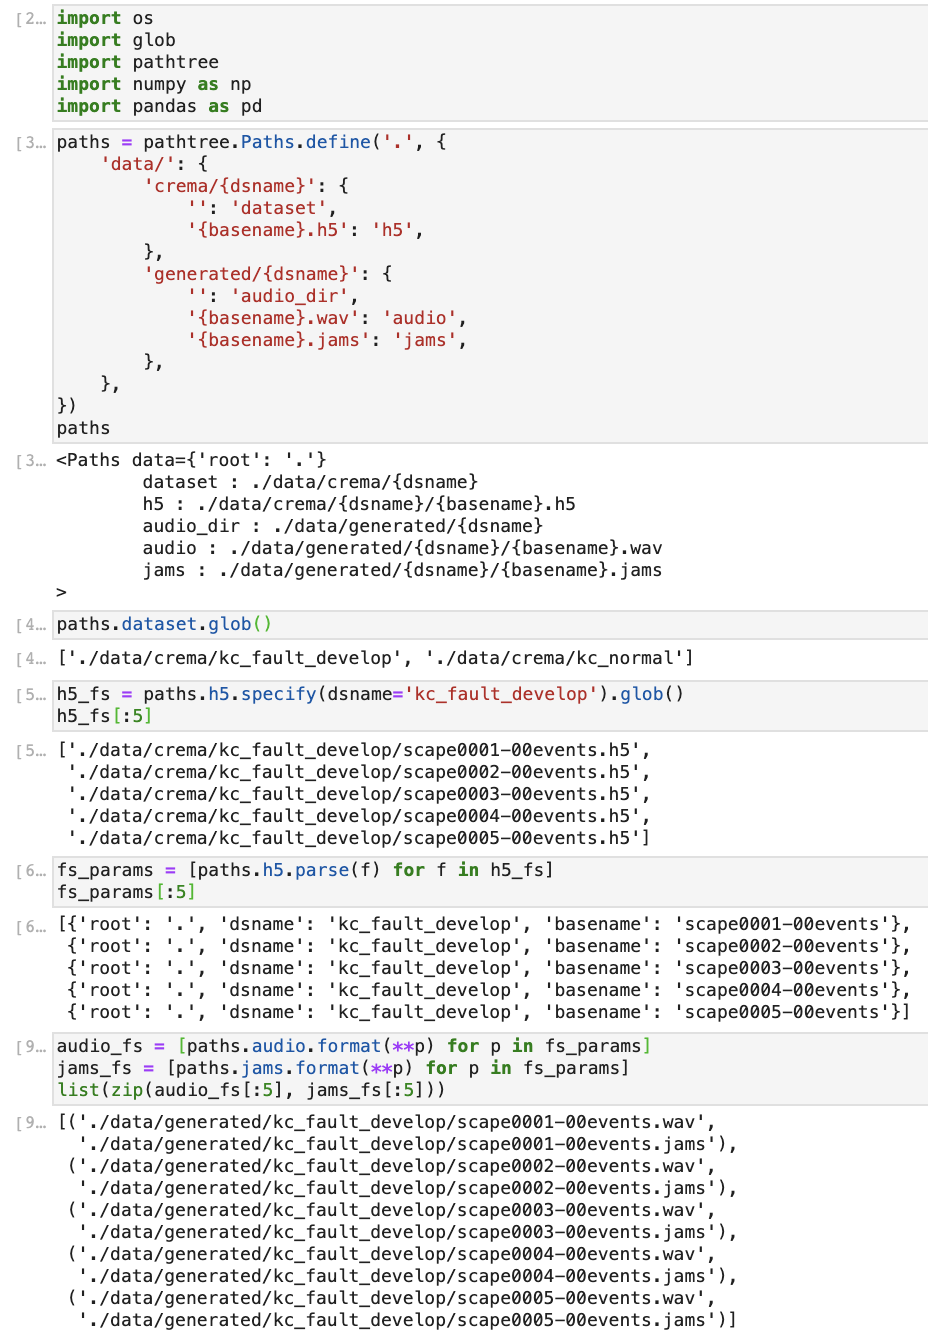 [2… import os
import glob
import pathtree
import numpy as np
import pandas as pd
[3… paths = pathtree.Paths.define('.', {
    'data/': {
        'crema/{dsname}': {
            '': 'dataset',
            '{basename}.h5': 'h5',
        },
        'generated/{dsname}': {
            '': 'audio_dir',
            '{basename}.wav': 'audio',
            '{basename}.jams': 'jams',
        },
    },
})
paths
[3… <Paths data={'root': '.'}
        dataset : ./data/crema/{dsname}
        h5 : ./data/crema/{dsname}/{basename}.h5
        audio_dir : ./data/generated/{dsname}
        audio : ./data/generated/{dsname}/{basename}.wav
        jams : ./data/generated/{dsname}/{basename}.jams
>
[4… paths.dataset.glob()
[4… ['./data/crema/kc_fault_develop', './data/crema/kc_normal']
[5… h5_fs = paths.h5.specify(dsname='kc_fault_develop').glob()
h5_fs[:5]
[5… ['./data/crema/kc_fault_develop/scape0001-00events.h5',
 './data/crema/kc_fault_develop/scape0002-00events.h5',
 './data/crema/kc_fault_develop/scape0003-00events.h5',
 './data/crema/kc_fault_develop/scape0004-00events.h5',
 './data/crema/kc_fault_develop/scape0005-00events.h5']
[6… fs_params = [paths.h5.parse(f) for f in h5_fs]
fs_params[:5]
[6… [{'root': '.', 'dsname': 'kc_fault_develop', 'basename': 'scape0001-00events'},
 {'root': '.', 'dsname': 'kc_fault_develop', 'basename': 'scape0002-00events'},
 {'root': '.', 'dsname': 'kc_fault_develop', 'basename': 'scape0003-00events'},
 {'root': '.', 'dsname': 'kc_fault_develop', 'basename': 'scape0004-00events'},
 {'root': '.', 'dsname': 'kc_fault_develop', 'basename': 'scape0005-00events'}]
[9… audio_fs = [paths.audio.format(**p) for p in fs_params]
jams_fs = [paths.jams.format(**p) for p in fs_params]
list(zip(audio_fs[:5], jams_fs[:5]))
[9… [('./data/generated/kc_fault_develop/scape0001-00events.wav',
  './data/generated/kc_fault_develop/scape0001-00events.jams'),
 ('./data/generated/kc_fault_develop/scape0002-00events.wav',
  './data/generated/kc_fault_develop/scape0002-00events.jams'),
 ('./data/generated/kc_fault_develop/scape0003-00events.wav',
  './data/generated/kc_fault_develop/scape0003-00events.jams'),
 ('./data/generated/kc_fault_develop/scape0004-00events.wav',
  './data/generated/kc_fault_develop/scape0004-00events.jams'),
 ('./data/generated/kc_fault_develop/scape0005-00events.wav',
  './data/generated/kc_fault_develop/scape0005-00events.jams')]